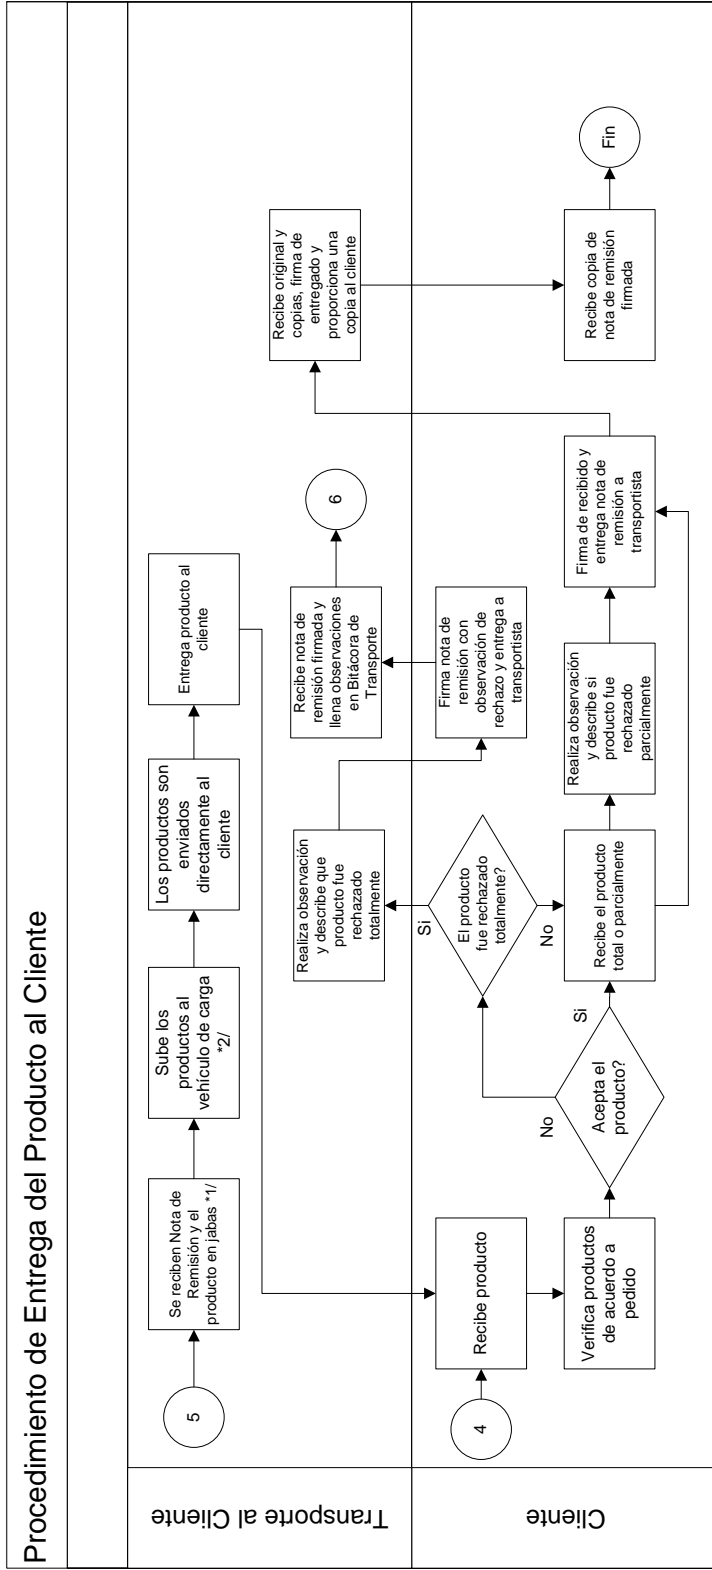 Procedimiento de Entrega del Producto al Cliente
Transporte al Cliente
5
Se reciben Nota de
Remisión y el
producto en jabas *1/
Sube los
productos al
vehículo de carga
*2/
Los productos son
enviados
directamente al
cliente
Entrega producto al
cliente
Realiza observación
y describe que
producto fue
rechazado
totalmente
Recibe nota de
remisión firmada y
llena observaciones
en Bitácora de
Transporte
6
Recibe original y
copias, firma de
entregado y
proporciona una
copia al cliente
Cliente
4
Recibe producto
Verifica productos
de acuerdo a
pedido
Acepta el
producto?
No
Si
El producto
fue rechazado
totalmente?
Si
No
Recibe el producto
total o parcialmente
Firma nota de
remisión con
observación de
rechazo y entrega a
transportista
Realiza observación
y describe si
producto fue
rechazado
parcialmente
Firma de recibido y
entrega nota de
remisión a
transportista
Recibe copia de
nota de remisión
firmada
Fin